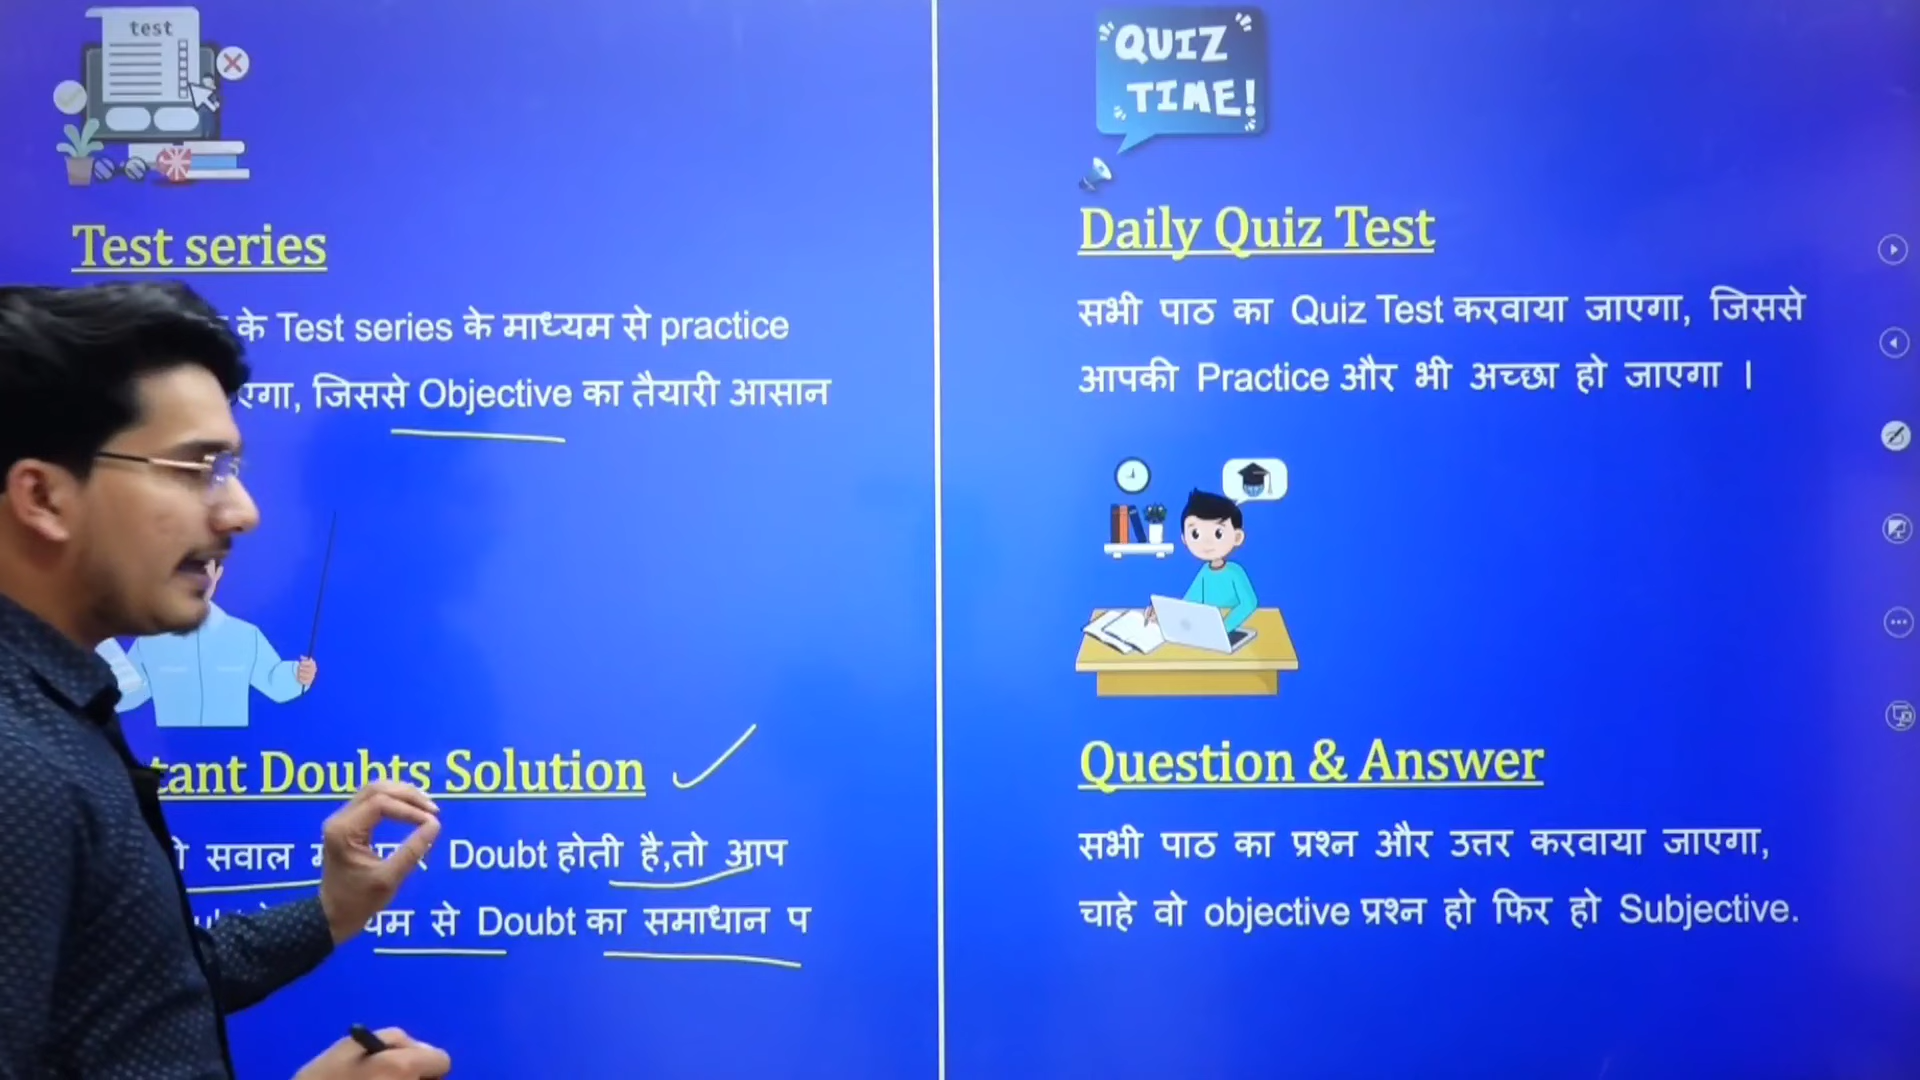 test
Test series
के Test series के माध्यम से practice
एगा, जिससे Objective का तैयारी आसान
tant Doubts Solution
सवाल Doubt होती है,तो आप
यम से Doubt का समाधान प
QUIZ
TIME!
Daily Quiz Test
सभी पाठ का Quiz Test करवाया जाएगा, जिससे
आपकी Practice और भी अच्छा हो जाएगा ।
Question & Answer
सभी पाठ का प्रश्न और उत्तर करवाया जाएगा,
चाहे वो objective प्रश्न हो फिर हो Subjective.